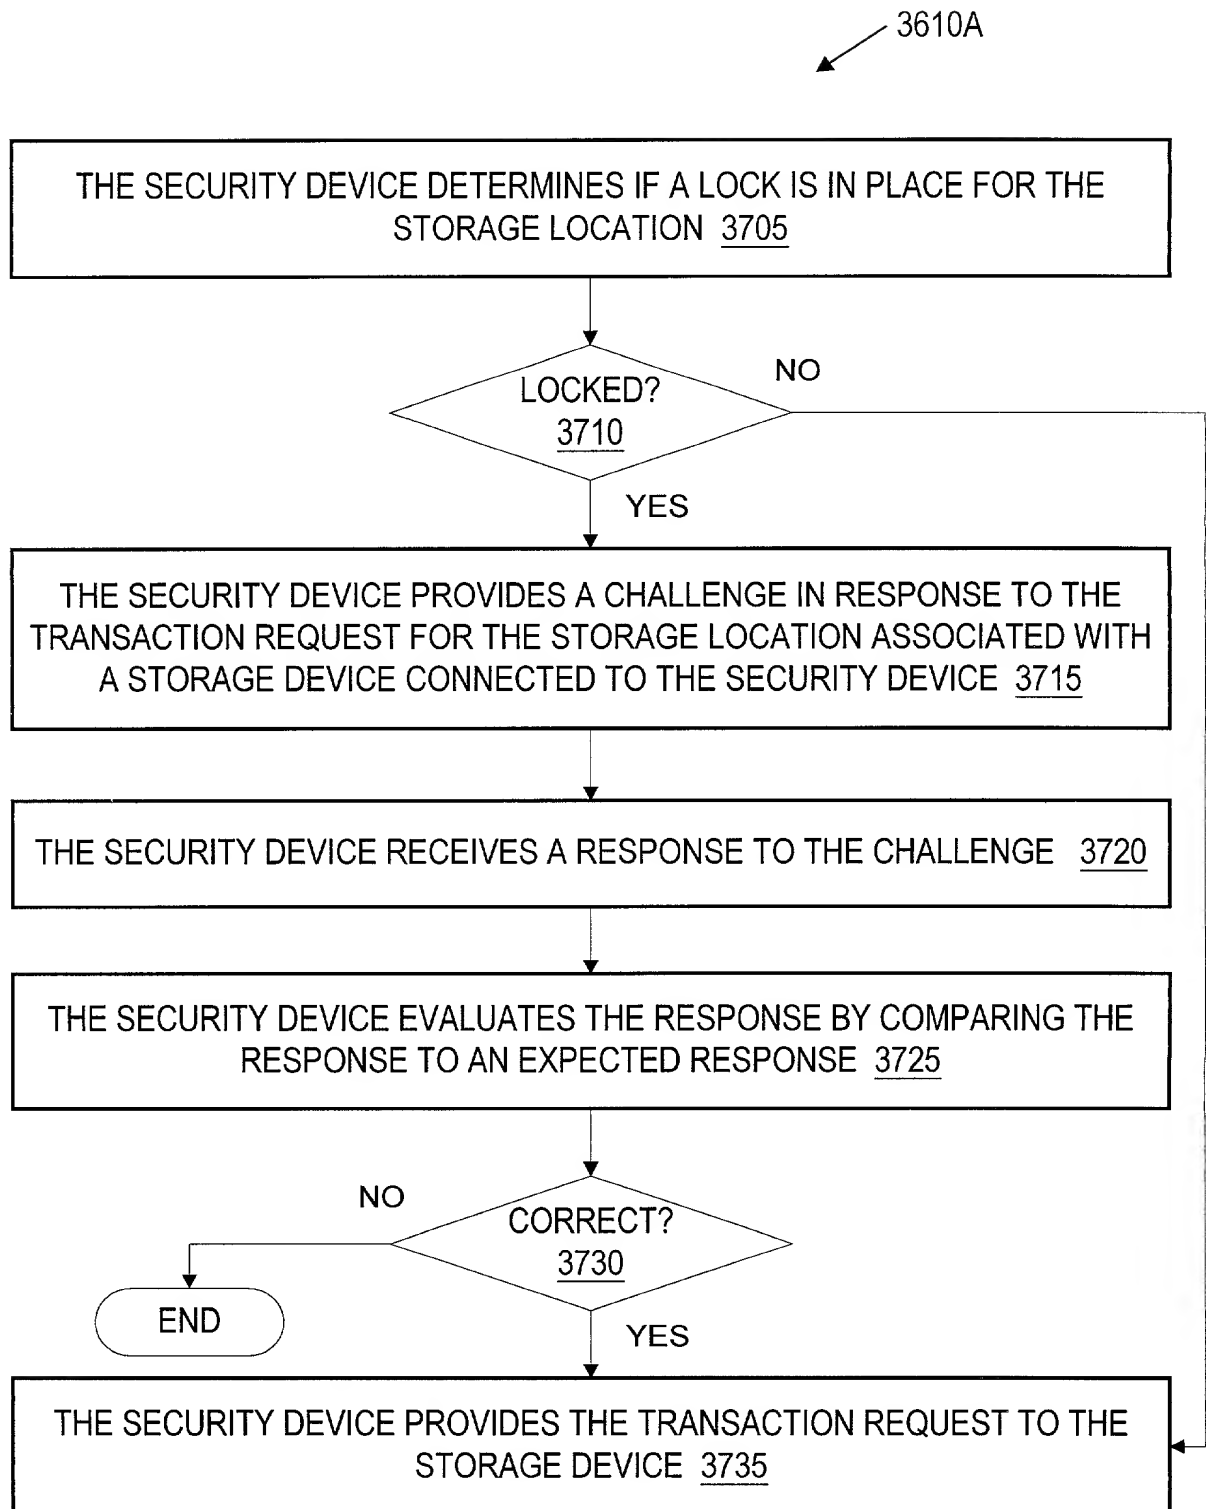 3610A
THE SECURITY DEVICE DETERMINES IF A LOCK IS IN PLACE FOR THE
STORAGE LOCATION 3705
LOCKED?
3710
NO
YES
THE SECURITY DEVICE PROVIDES A CHALLENGE IN RESPONSE TO THE
TRANSACTION REQUEST FOR THE STORAGE LOCATION ASSOCIATED WITH
A STORAGE DEVICE CONNECTED TO THE SECURITY DEVICE 3715
THE SECURITY DEVICE RECEIVES A RESPONSE TO THE CHALLENGE 3720
THE SECURITY DEVICE EVALUATES THE RESPONSE BY COMPARING THE
RESPONSE TO AN EXPECTED RESPONSE 3725
NO
CORRECT?
3730
END
YES
THE SECURITY DEVICE PROVIDES THE TRANSACTION REQUEST TO THE
STORAGE DEVICE 3735